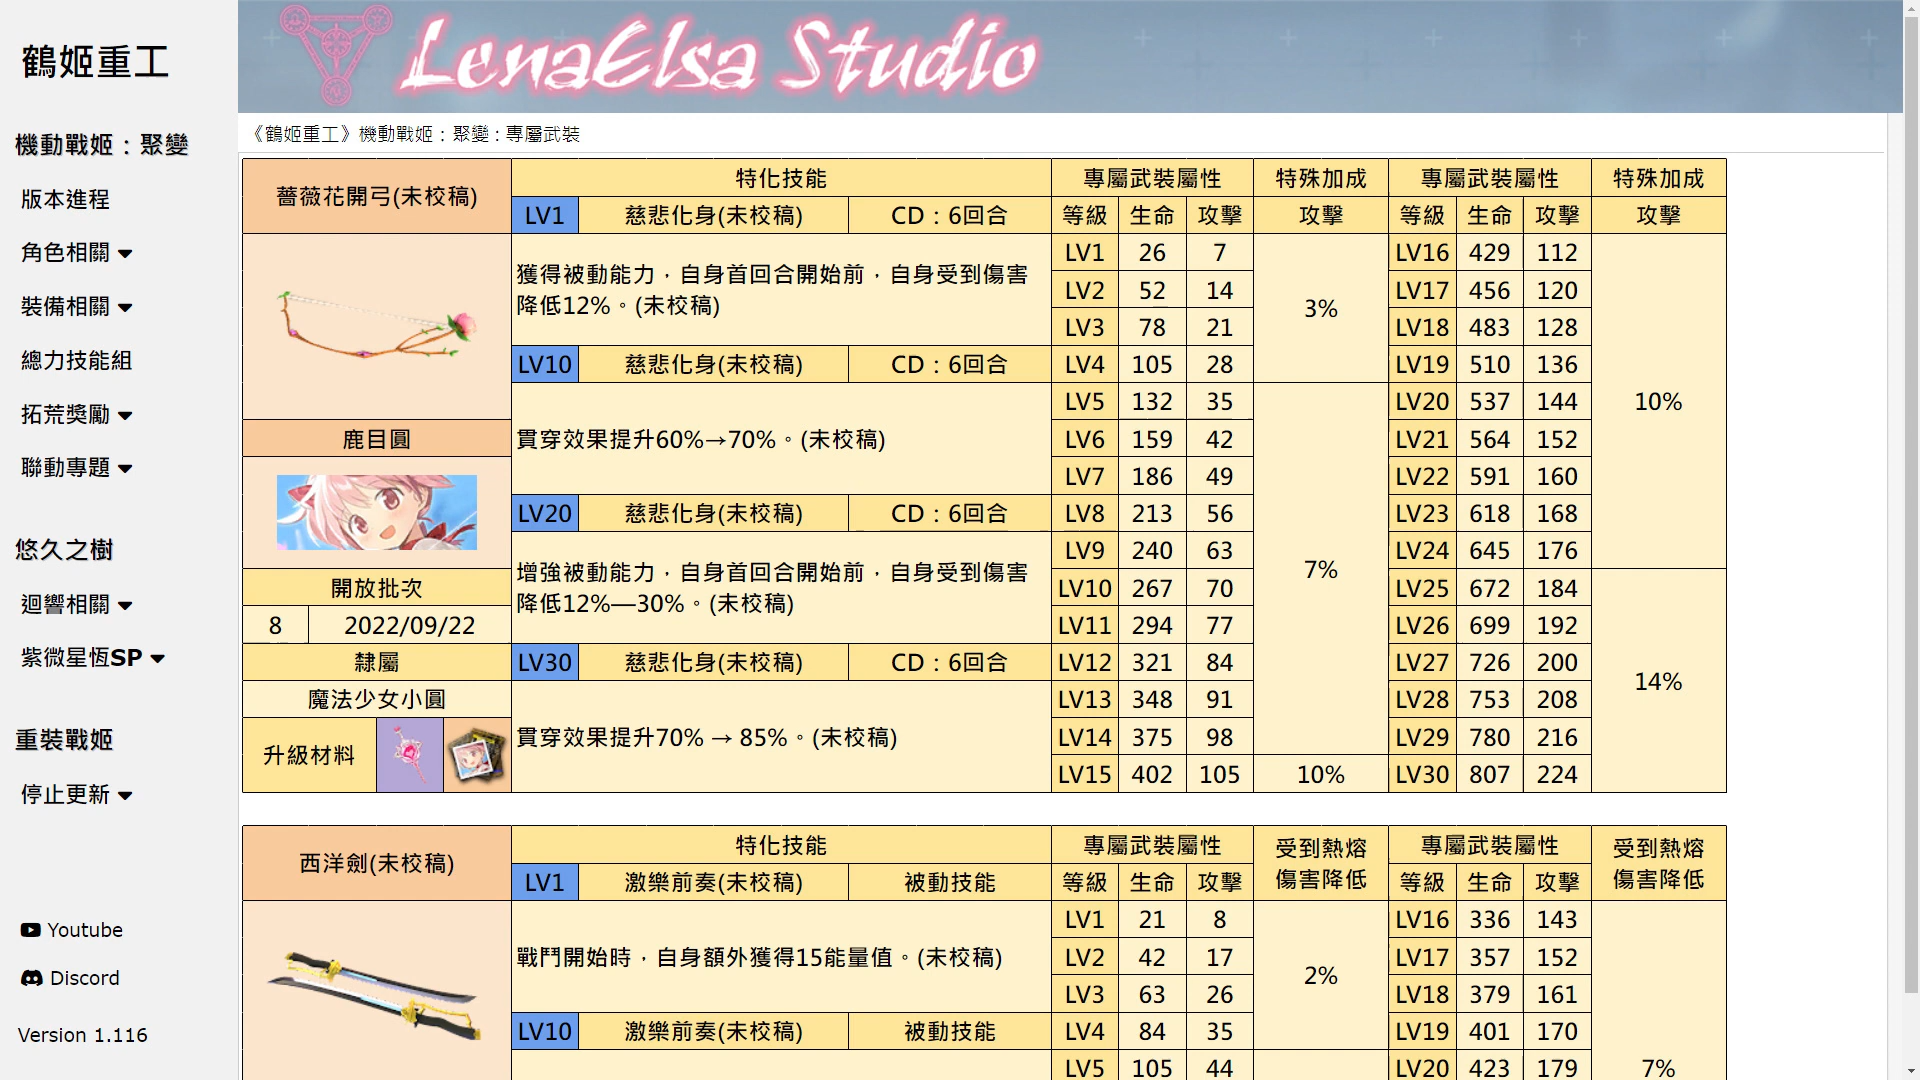 鶴姬重工
機動戰姬：聚變
版本進程
角色相關
裝備相關
總力技能組
拓荒獎勵
聯動專題
悠久之樹
迴響相關
紫微星恆SP
重裝戰姬
停止更新
Youtube
Discord
Version 1.116
LenaElsa Studio
《鶴姬重工》機動戰姬：聚變：專屬武裝
薔薇花開弓(未校稿) 特化技能 專屬武裝屬性 特殊加成 專屬武裝屬性 特殊加成
LV1 慈悲化身(未校稿) CD：6回合 等級 生命 攻擊 攻擊 等級 生命 攻擊 攻擊
獲得被動能力，自身首回合開始前，自身受到傷害
降低12%。(未校稿)
LV10 慈悲化身(未校稿) CD：6回合
貫穿效果提升60%→70%。(未校稿)
LV20 慈悲化身(未校稿) CD：6回合
增強被動能力，自身首回合開始前，自身受到傷害
降低12%—30%。(未校稿)
LV30 慈悲化身(未校稿) CD：6回合
貫穿效果提升70% → 85%。(未校稿)
鹿目圓
開放批次
8 2022/09/22
隸屬
魔法少女小圓
升級材料
LV1 26 7
LV2 52 14
LV3 78 21
LV4 105 28
3%
LV5 132 35
LV6 159 42
LV7 186 49
LV8 213 56
LV9 240 63
LV10 267 70
LV11 294 77
LV12 321 84
LV13 348 91
LV14 375 98
7%
LV15 402 105 10%
LV16 429 112
LV17 456 120
LV18 483 128
LV19 510 136
LV20 537 144
LV21 564 152
LV22 591 160
LV23 618 168
LV24 645 176
10%
LV25 672 184
LV26 699 192
LV27 726 200
LV28 753 208
LV29 780 216
LV30 807 224
14%
西洋劍(未校稿) 特化技能 專屬武裝屬性 受到熱熔
傷害降低 專屬武裝屬性 受到熱熔
傷害降低
LV1 激樂前奏(未校稿) 被動技能 等級 生命 攻擊 等級 生命 攻擊
戰鬥開始時，自身額外獲得15能量值。(未校稿)
LV10 激樂前奏(未校稿) 被動技能
LV1 21 8
LV2 42 17
LV3 63 26
LV4 84 35
2%
LV5 105 44
LV16 336 143
LV17 357 152
LV18 379 161
LV19 401 170
LV20 423 179
7%